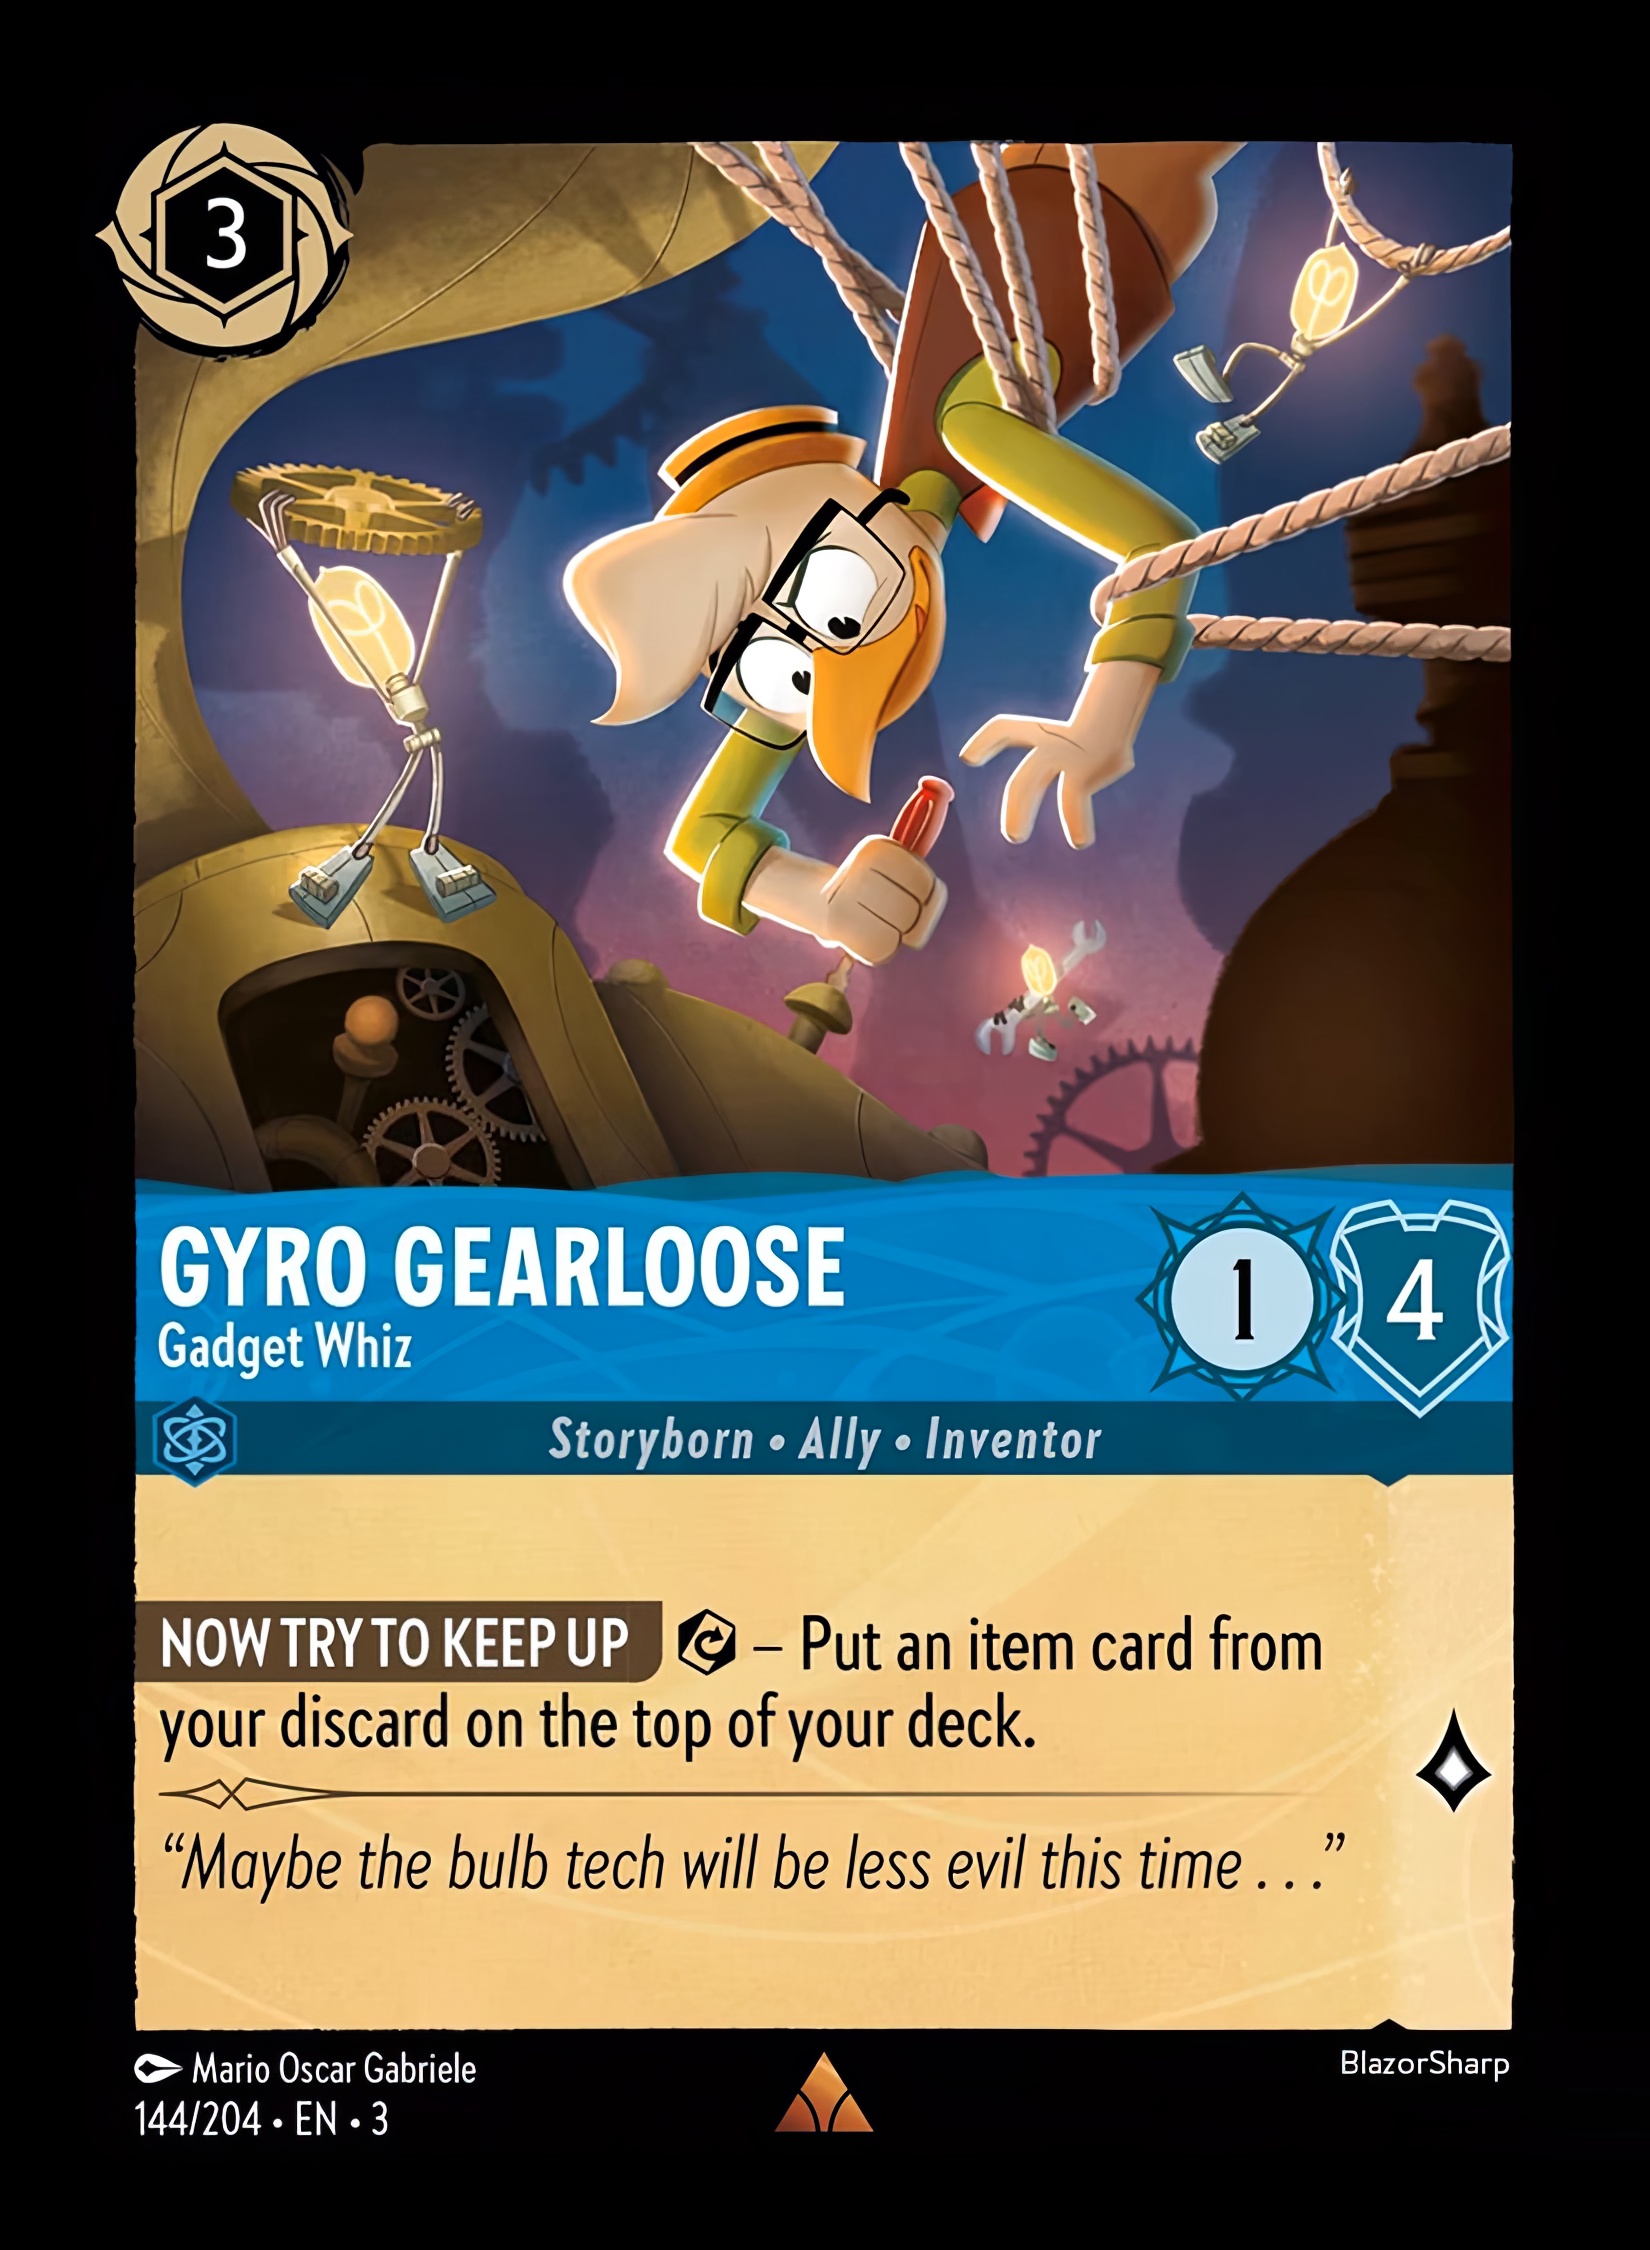 3
GYRO GEARLOOSE
Gadget Whiz
1
4
Storyborn • Ally • Inventor
NOW TRY TO KEEP UP – Put an item card from
your discard on the top of your deck.
“Maybe the bulb tech will be less evil this time . . .”
Mario Oscar Gabriele
BlazorSharp
144/204 • EN • 3